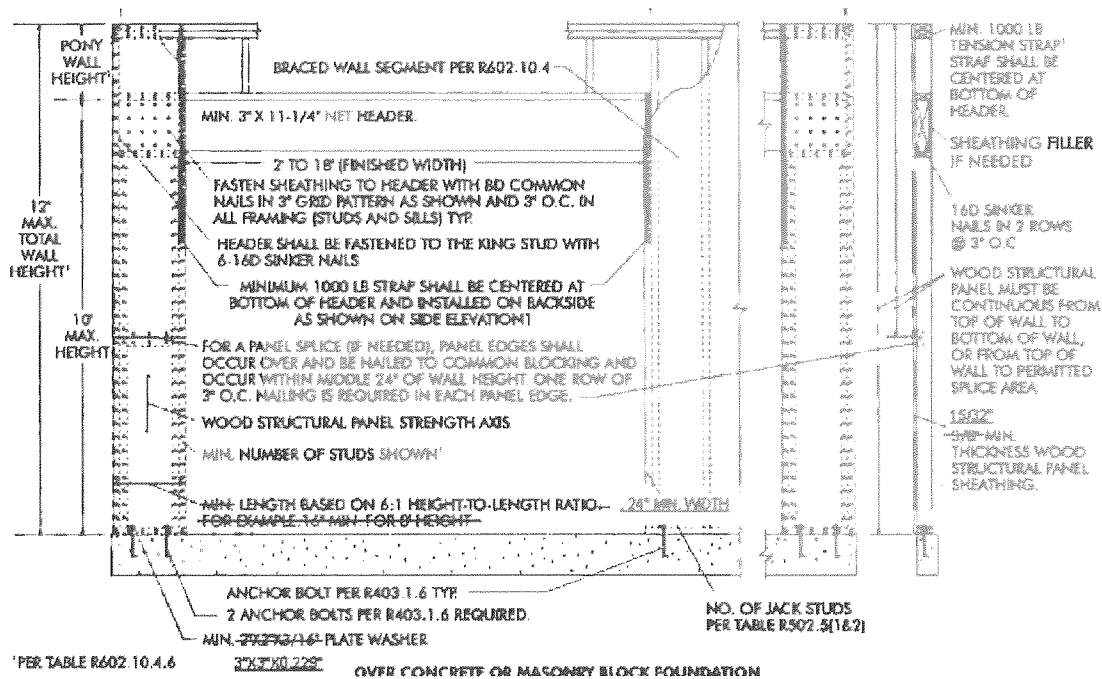 PONY
WALL
HEIGHT¹
BRACED WALL SEGMENT PER R602.10.4
MIN. 3" X 11-1/4" NET HEADER.
2' TO 18' (FINISHED WIDTH)
FASTEN SHEATHING TO HEADER WITH 8D COMMON
NAILS IN 3" GRID PATTERN AS SHOWN AND 3" O.C. IN
ALL FRAMING (STUDS AND SILLS) TYP.
HEADER SHALL BE FASTENED TO THE KING STUD WITH
6-16D SINKER NAILS
MINIMUM 1000 LB STRAP SHALL BE CENTERED AT
BOTTOM OF HEADER AND INSTALLED ON BACKSIDE
AS SHOWN ON SIDE ELEVATION¹
12'
MAX.
TOTAL
WALL
HEIGHT¹
10'
MAX.
HEIGHT
FOR A PANEL SPLICE (IF NEEDED), PANEL EDGES SHALL
OCCUR OVER AND BE NAILED TO COMMON BLOCKING AND
OCCUR WITHIN MIDDLE 24" OF WALL HEIGHT. ONE ROW OF
3" O.C. NAILING IS REQUIRED IN EACH PANEL EDGE.
WOOD STRUCTURAL PANEL STRENGTH AXIS
MIN. NUMBER OF STUDS SHOWN¹
MIN. LENGTH BASED ON 6:1 HEIGHT-TO-LENGTH RATIO.
FOR EXAMPLE: 16" MIN. FOR 8' HEIGHT
24" MIN. WIDTH
ANCHOR BOLT PER R403.1.6 TYP.
2 ANCHOR BOLTS PER R403.1.6 REQUIRED.
MIN. 2"X2"X3/16" PLATE WASHER
3"X3"X0.229"
¹PER TABLE R602.10.4.6
OVER CONCRETE OR MASONRY BLOCK FOUNDATION
NO. OF JACK STUDS
PER TABLE R502.5(1&2)
MIN. 1000 LB
TENSION STRAP¹
STRAP SHALL BE
CENTERED AT
BOTTOM OF
HEADER.
SHEATHING FILLER
IF NEEDED
16D SINKER
NAILS IN 2 ROWS
@ 3" O.C
WOOD STRUCTURAL
PANEL MUST BE
CONTINUOUS FROM
TOP OF WALL TO
BOTTOM OF WALL,
OR FROM TOP OF
WALL TO PERMITTED
SPLICE AREA
15/32"
3/8" MIN.
THICKNESS WOOD
STRUCTURAL PANEL
SHEATHING.